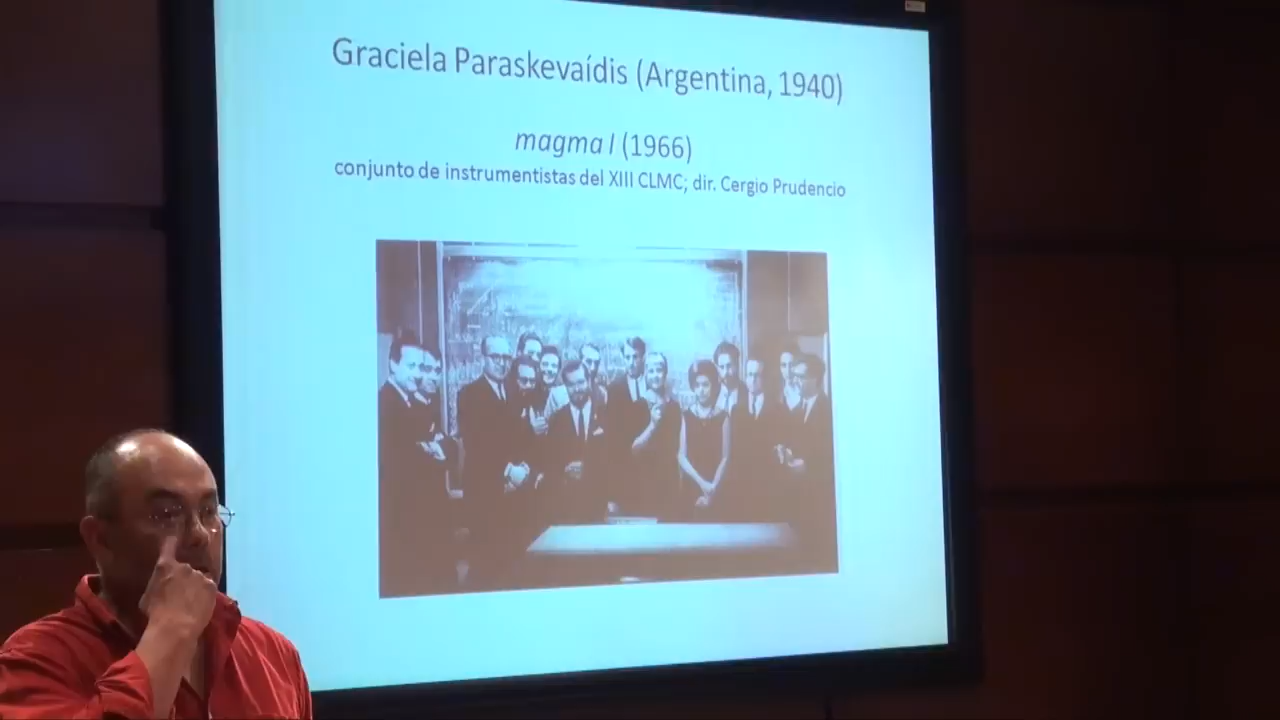 Graciela Paraskevaídis (Argentina, 1940)
magma I (1966)
conjunto de instrumentistas del XIII CLMC; dir. Cergio Prudencio